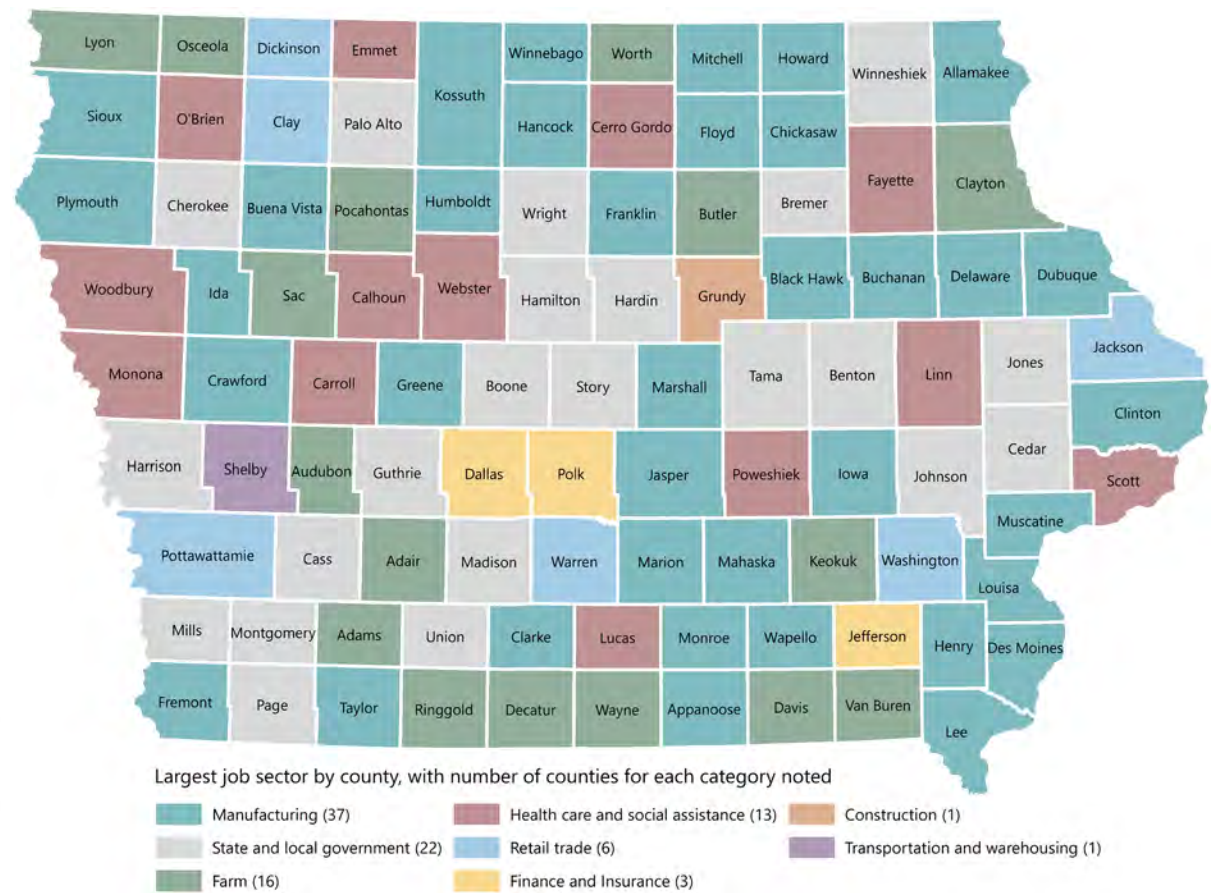 Lyon
Osceola
Dickinson
Emmet
Kossuth
Winnebago
Worth
Mitchell
Howard
Winneshiek
Allamakee
Sioux
O'Brien
Clay
Palo Alto
Hancock
Cerro Gordo
Floyd
Chickasaw
Fayette
Clayton
Plymouth
Cherokee
Buena Vista
Pocahontas
Humboldt
Wright
Franklin
Butler
Bremer
Woodbury
Ida
Sac
Calhoun
Webster
Hamilton
Hardin
Grundy
Black Hawk
Buchanan
Delaware
Dubuque
Monona
Crawford
Carroll
Greene
Boone
Story
Marshall
Tama
Benton
Linn
Jones
Jackson
Clinton
Harrison
Shelby
Audubon
Guthrie
Dallas
Polk
Jasper
Poweshiek
Iowa
Johnson
Cedar
Scott
Muscatine
Pottawattamie
Cass
Adair
Madison
Warren
Marion
Mahaska
Keokuk
Washington
Louisa
Mills
Montgomery
Adams
Union
Clarke
Lucas
Monroe
Wapello
Jefferson
Henry
Des Moines
Fremont
Page
Taylor
Ringgold
Decatur
Wayne
Appanoose
Davis
Van Buren
Lee
Largest job sector by county, with number of counties for each category noted
Manufacturing (37)
State and local government (22)
Farm (16)
Health care and social assistance (13)
Retail trade (6)
Finance and Insurance (3)
Construction (1)
Transportation and warehousing (1)